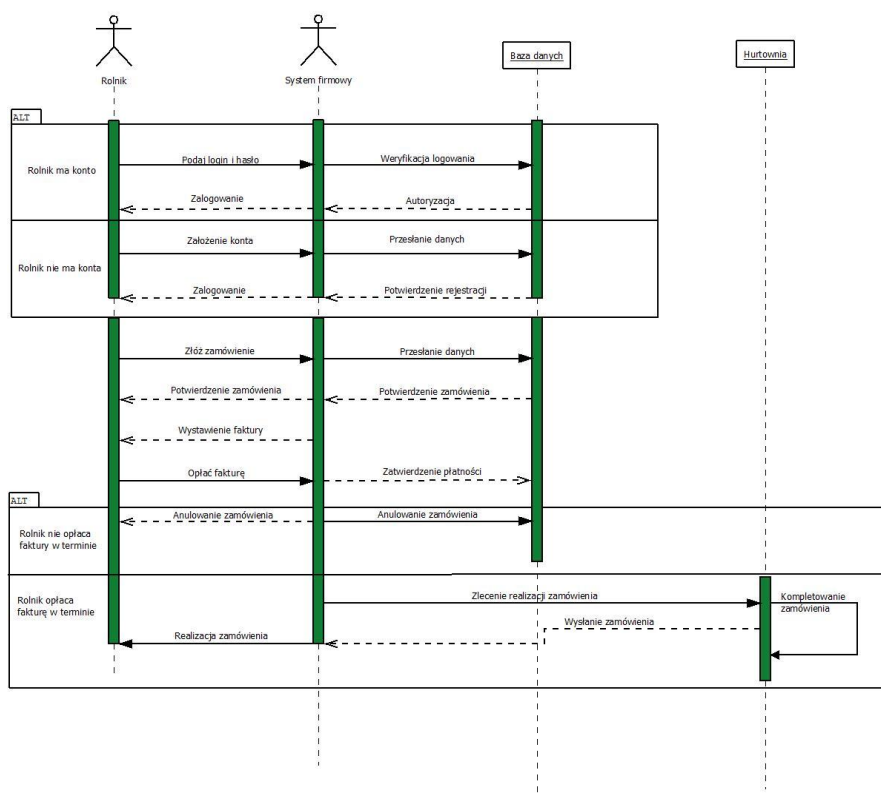 Rolnik
System firmowy
Baza danych
Hurtownia
ALT
Rolnik ma konto
Podaj login i hasło
Weryfikacja logowania
Zalogowanie
Autoryzacja
Rolnik nie ma konta
Założenie konta
Przesłanie danych
Zalogowanie
Potwierdzenie rejestracji
Złóż zamówienie
Przesłanie danych
Potwierdzenie zamówienia
Potwierdzenie zamówienia
Wystawienie faktury
Opłać fakturę
Zatwierdzenie płatności
ALT
Rolnik nie opłaca
faktury w terminie
Anulowanie zamówienia
Anulowanie zamówienia
Rolnik opłaca
fakturę w terminie
Zlecenie realizacji zamówienia
Kompletowanie
zamówienia
Wysłanie zamówienia
Realizacja zamówienia